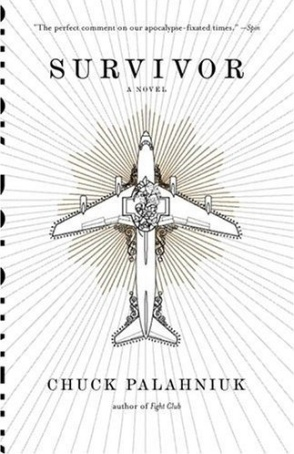 "The perfect comment on our apocalypse-fixated times." —Spin
SURVIVOR
A NOVEL
CHUCK PALAHNIUK
author of Fight Club